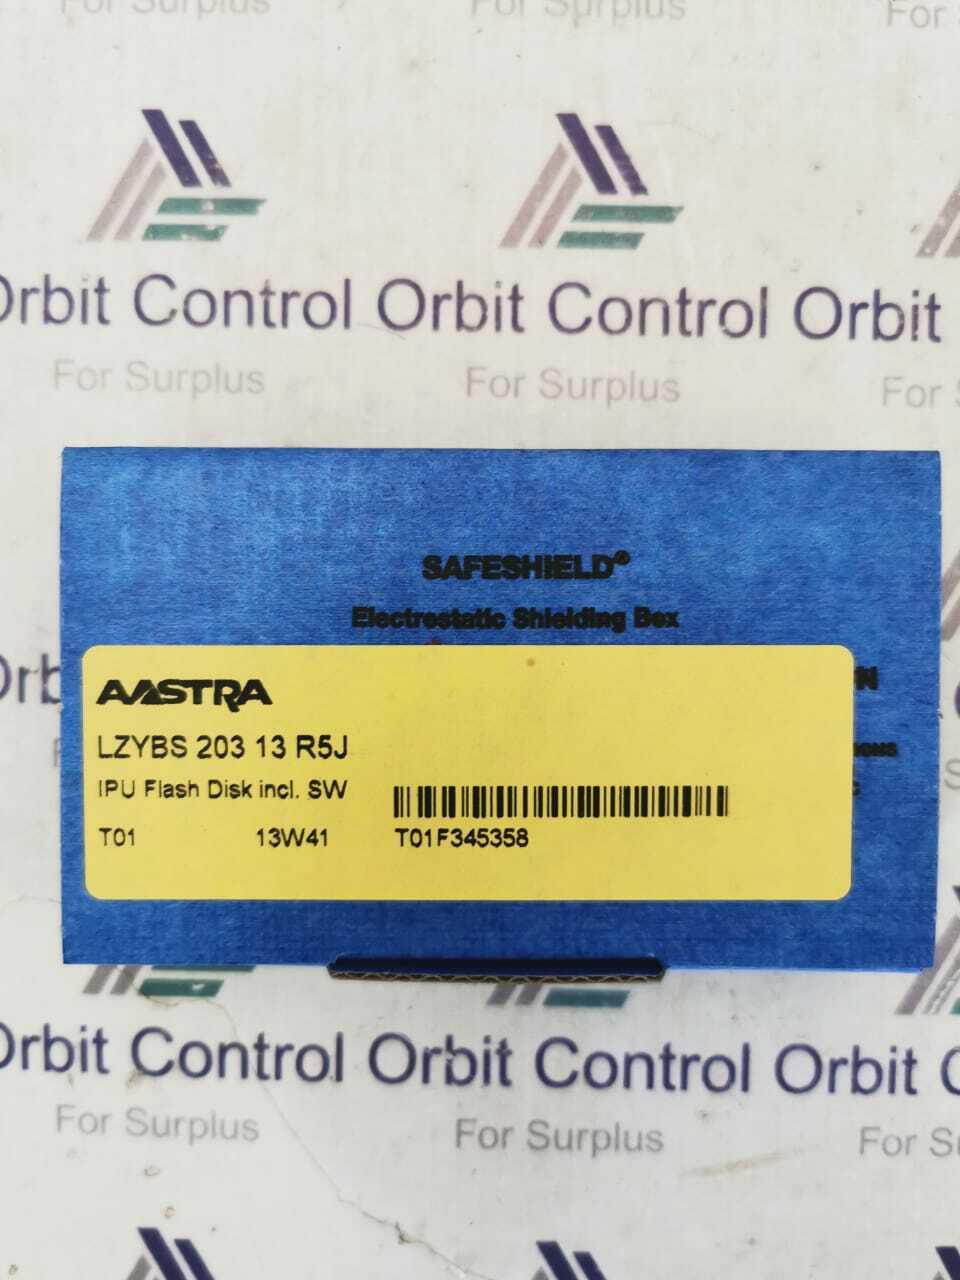 For Surplus For Surplus For
Orbit Control Orbit Control Orbit
For Surplus For Surplus For
SAFESHIELD®
Electrostatic Shielding Box
AASTRA
LZYBS 203 13 R5J
IPU Flash Disk incl. SW
T01 13W41 T01F345358
Orbit Control Orbit Control Orbit
For Surplus For Surplus For Su